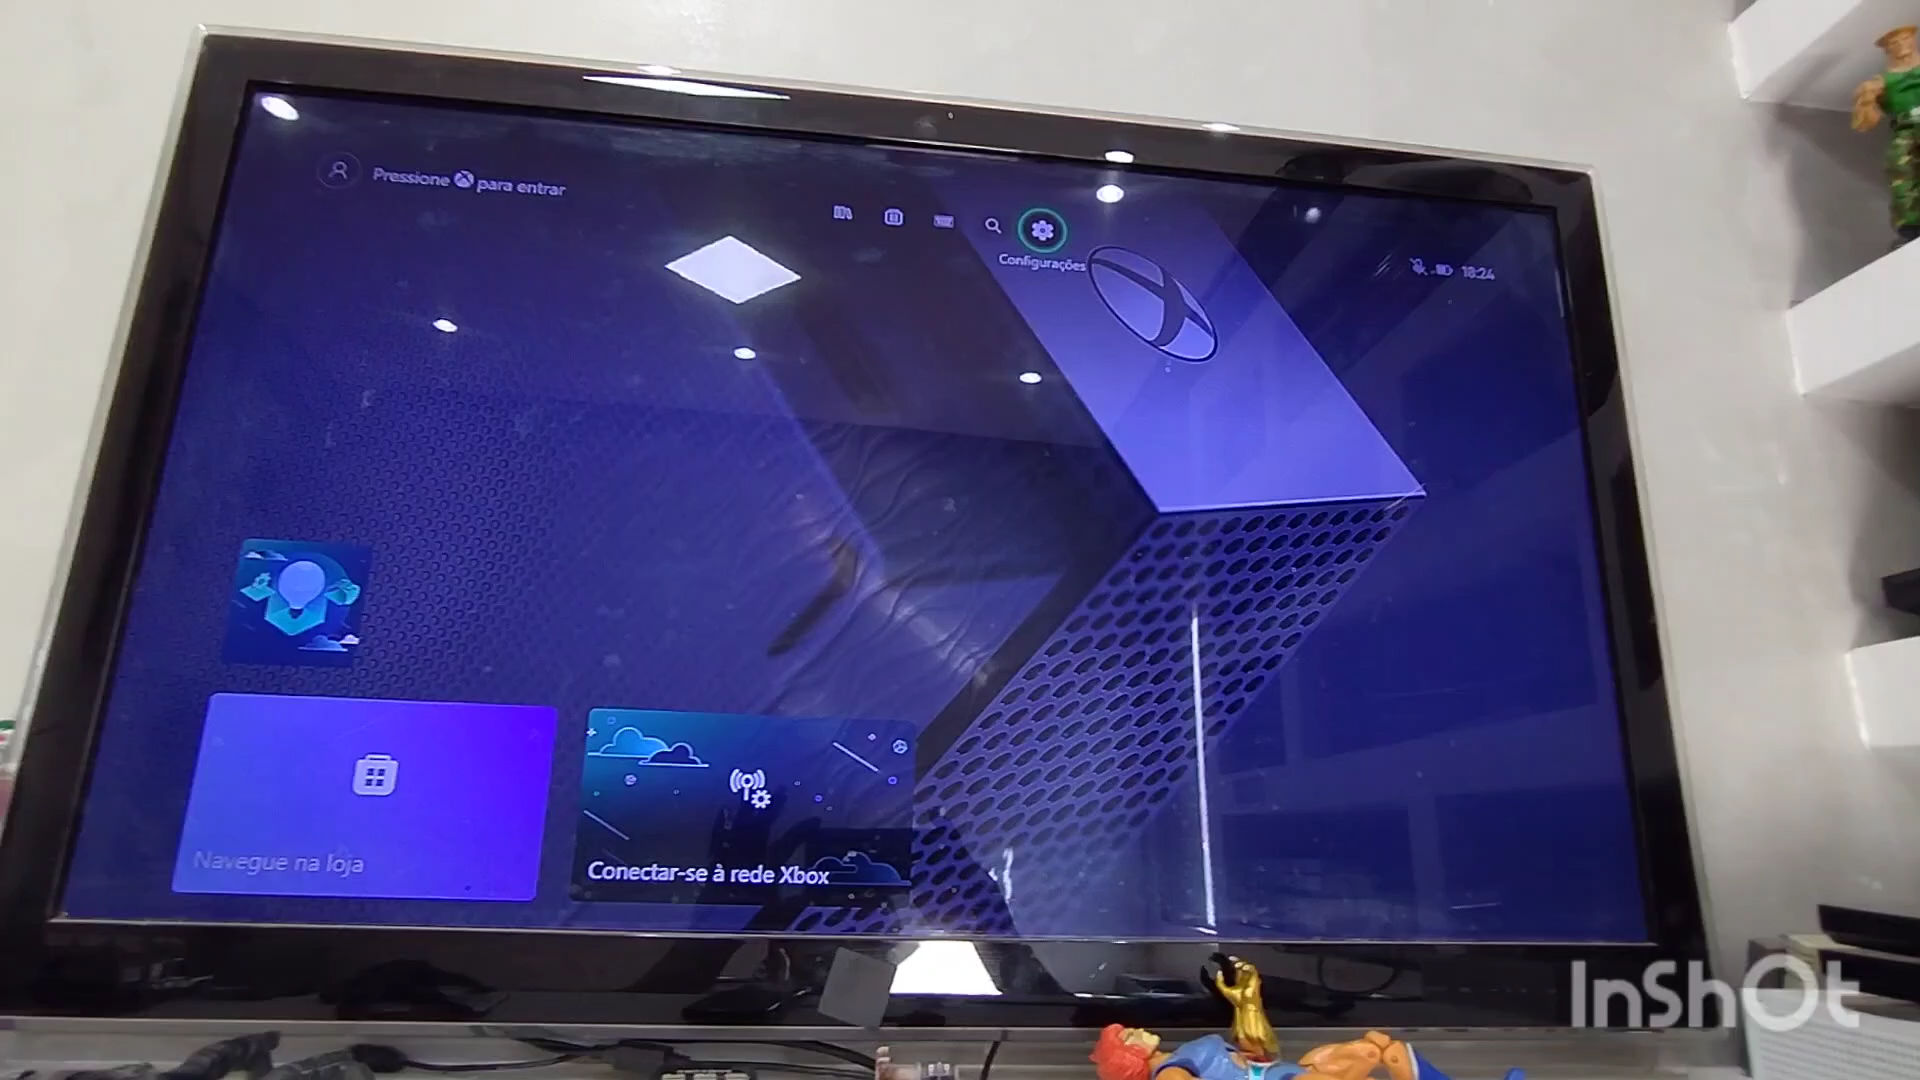 Pressione para entrar
Configurações
18:24
Navegue na loja
Conectar-se à rede Xbox
InShOt